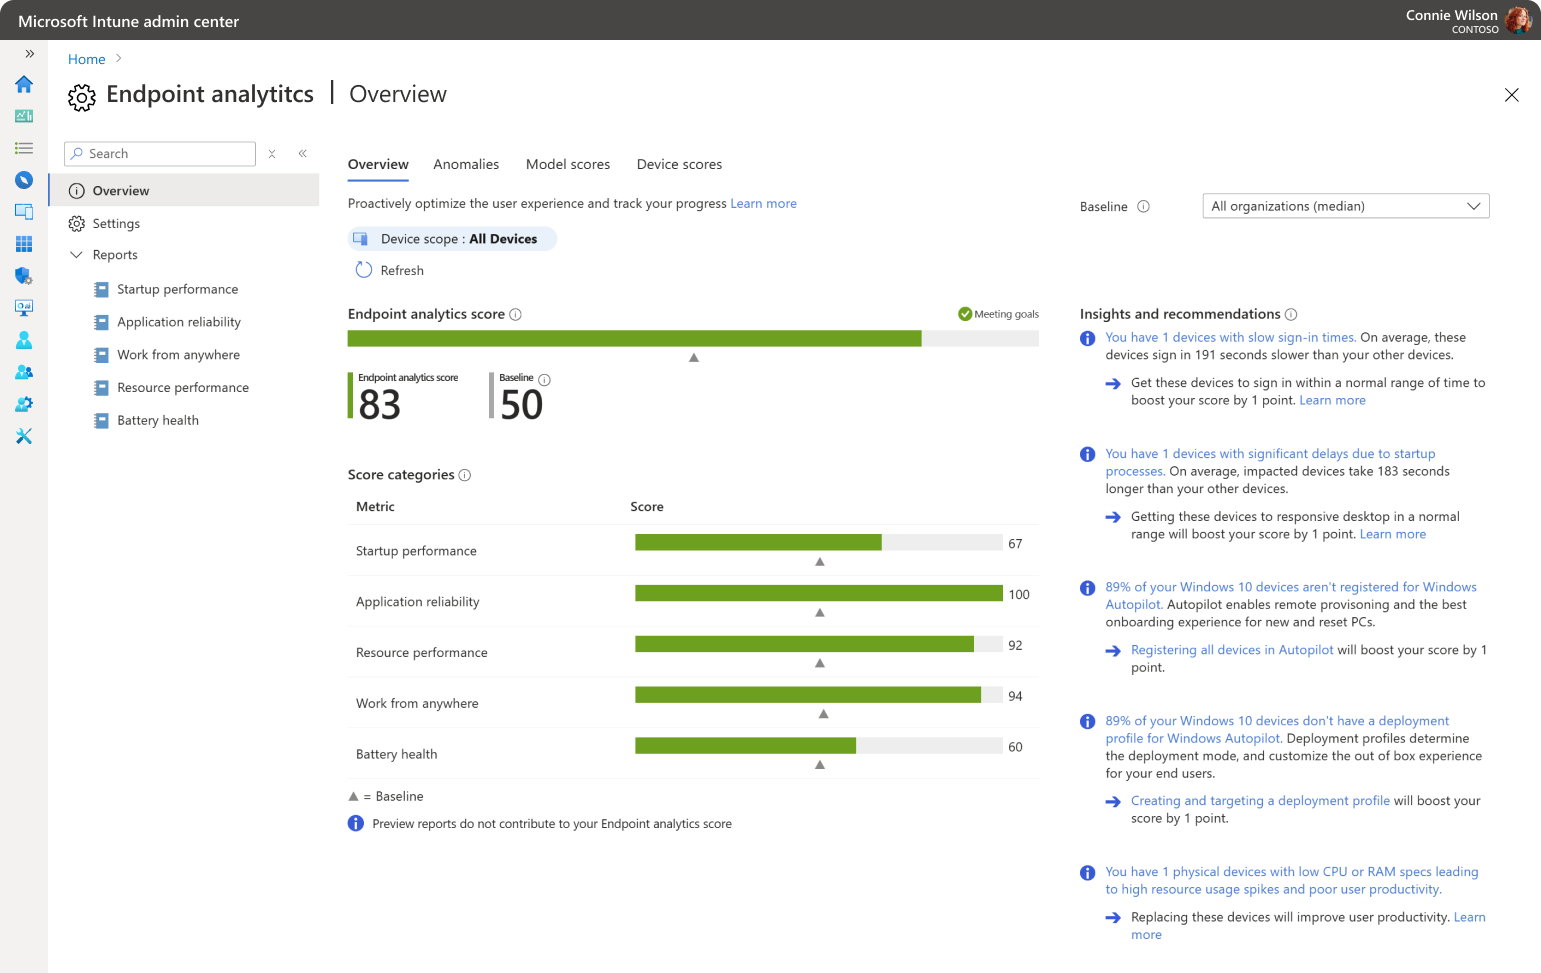 Microsoft Intune admin center
Connie Wilson
CONTOSO
Home
Endpoint analytitcs | Overview
Search
Overview
Settings
Reports
Startup performance
Application reliability
Work from anywhere
Resource performance
Battery health
Overview Anomalies Model scores Device scores
Proactively optimize the user experience and track your progress Learn more
Device scope : All Devices
Refresh
Baseline
All organizations (median)
Endpoint analytics score
Meeting goals
Endpoint analytics score
83
Baseline
50
Score categories
Metric Score
Startup performance 67
Application reliability 100
Resource performance 92
Work from anywhere 94
Battery health 60
= Baseline
Preview reports do not contribute to your Endpoint analytics score
Insights and recommendations
You have 1 devices with slow sign-in times. On average, these
devices sign in 191 seconds slower than your other devices.
Get these devices to sign in within a normal range of time to
boost your score by 1 point. Learn more
You have 1 devices with significant delays due to startup
processes. On average, impacted devices take 183 seconds
longer than your other devices.
Getting these devices to responsive desktop in a normal
range will boost your score by 1 point. Learn more
89% of your Windows 10 devices aren't registered for Windows
Autopilot. Autopilot enables remote provisoning and the best
onboarding experience for new and reset PCs.
Registering all devices in Autopilot will boost your score by 1
point.
89% of your Windows 10 devices don't have a deployment
profile for Windows Autopilot. Deployment profiles determine
the deployment mode, and customize the out of box experience
for your end users.
Creating and targeting a deployment profile will boost your
score by 1 point.
You have 1 physical devices with low CPU or RAM specs leading
to high resource usage spikes and poor user productivity.
Replacing these devices will improve user productivity. Learn
more